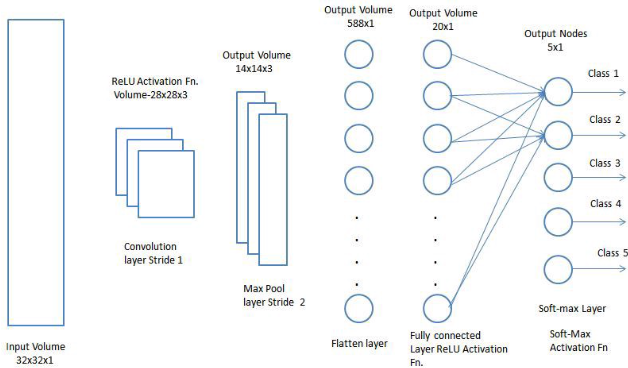 Input Volume
32x32x1
ReLU Activation Fn.
Volume-28x28x3
Convolution
layer Stride 1
Output Volume
14x14x3
Max Pool
layer Stride 2
Output Volume
588x1
Flatten layer
Output Volume
20x1
Fully connected
Layer ReLU Activation
Fn.
Output Nodes
5x1
Class 1
Class 2
Class 3
Class 4
Class 5
Soft-max Layer
Soft-Max
Activation Fn